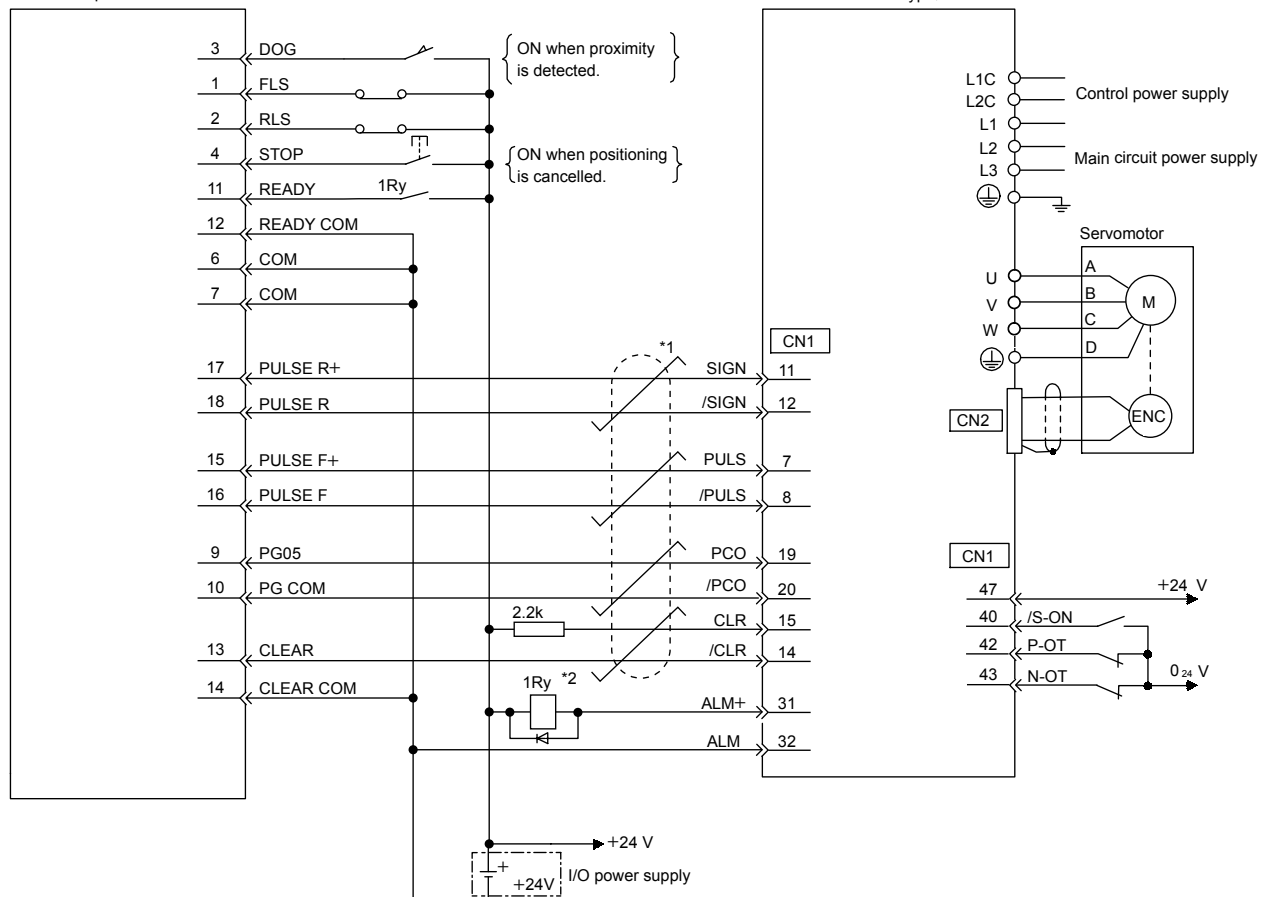 3 DOG
ON when proximity
is detected.
1 FLS
2 RLS
4 STOP
ON when positioning
is cancelled.
11 READY 1Ry
12 READY COM
6 COM
7 COM
17 PULSE R+
18 PULSE R
15 PULSE F+
16 PULSE F
9 PG05
10 PG COM
13 CLEAR
14 CLEAR COM
*1
2.2k
1Ry *2
CN1
SIGN 11
/SIGN 12
PULS 7
/PULS 8
PCO 19
/PCO 20
CLR 15
/CLR 14
ALM+ 31
ALM 32
L1C
L2C
Control power supply
L1
L2
L3
Main circuit power supply
Servomotor
U A
V B
W C
D
M
CN2
ENC
CN1
47 +24 V
40 /S-ON
42 P-OT
43 N-OT
0 24 V
+24 V
+
+24V
I/O power supply